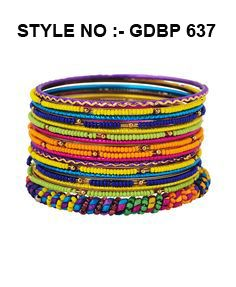 STYLE NO :- GDBP 637